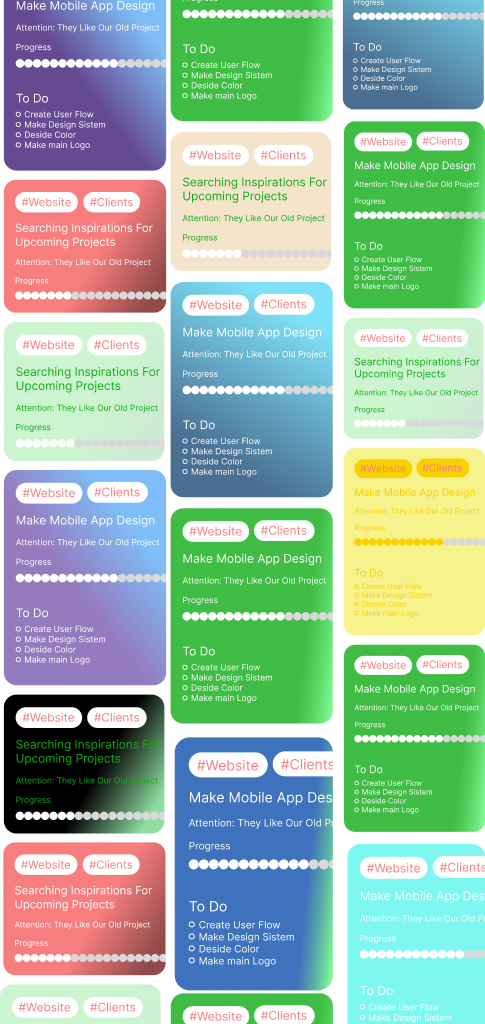 Make Mobile App Design
Attention: They Like Our Old Project
Progress
To Do
Create User Flow
Make Design Sistem
Deside Color
Make main Logo
#Website #Clients
Searching Inspirations For
Upcoming Projects
Attention: They Like Our Old Project
Progress
#Website #Clients
Searching Inspirations For
Upcoming Projects
Attention: They Like Our Old Project
Progress
#Website #Clients
Make Mobile App Design
Attention: They Like Our Old Project
Progress
To Do
Create User Flow
Make Design Sistem
Deside Color
Make main Logo
#Website #Clients
Searching Inspirations For
Upcoming Projects
Attention: They Like Our Old Project
Progress
#Website #Clients
Searching Inspirations For
Upcoming Projects
Attention: They Like Our Old Project
Progress
#Website #Clients
Progress
To Do
Create User Flow
Make Design Sistem
Deside Color
Make main Logo
#Website #Clients
Searching Inspirations For
Upcoming Projects
Attention: They Like Our Old Project
Progress
#Website #Clients
Make Mobile App Design
Attention: They Like Our Old Project
Progress
To Do
Create User Flow
Make Design Sistem
Deside Color
Make main Logo
#Website #Clients
Make Mobile App Design
Attention: They Like Our Old Project
Progress
To Do
Create User Flow
Make Design Sistem
Deside Color
Make main Logo
#Website #Clients
Make Mobile App Des
Attention: They Like Our Old P
Progress
To Do
Create User Flow
Make Design Sistem
Deside Color
Make main Logo
#Website #Clients
To Do
Create User Flow
Make Design Sistem
Deside Color
Make main Logo
#Website #Clients
Make Mobile App Design
Attention: They Like Our Old Project
Progress
To Do
Create User Flow
Make Design Sistem
Deside Color
Make main Logo
#Website #Clients
Searching Inspirations For
Upcoming Projects
Attention: They Like Our Old Project
Progress
#Website #Clients
Make Mobile App Design
Attention: They Like Our Old Project
Progress
To Do
Create User Flow
Make Design Sistem
Deside Color
Make main Logo
#Website #Clients
Make Mobile App Design
Attention: They Like Our Old Project
Progress
To Do
Create User Flow
Make Design Sistem
Deside Color
Make main Logo
#Website #Clients
Make Mobile App Des
Attention: They Like Our Old P
Progress
To Do
Create User Flow
Make Design Sistem